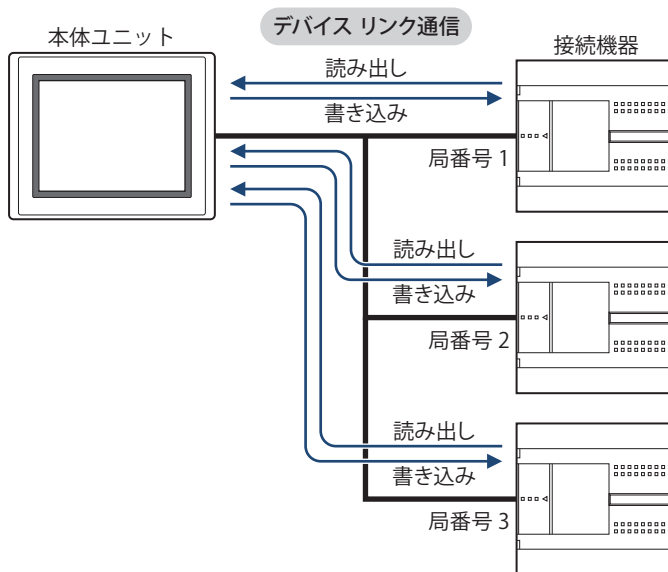 デバイス リンク通信
本体ユニット
接続機器
読み出し
書き込み
局番号 1
読み出し
書き込み
局番号 2
読み出し
書き込み
局番号 3